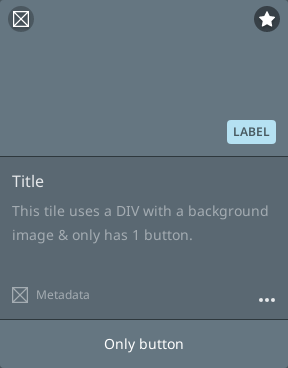 LABEL
Title
This tile uses a DIV with a background
image & only has 1 button.
Metadata
Only button